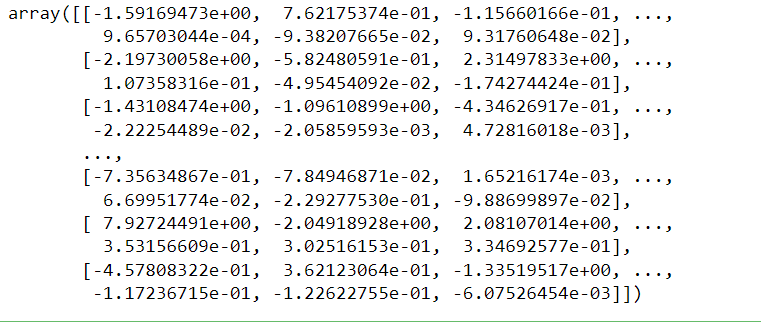 array([[-1.59169473e+00,  7.62175374e-01, -1.15660166e-01, ...,
         9.65703044e-04, -9.38207665e-02,  9.31760648e-02],
       [-2.19730058e+00, -5.82480591e-01,  2.31497833e+00, ...,
         1.07358316e-01, -4.95454092e-02, -1.74274424e-01],
       [-1.43108474e+00, -1.09610899e+00, -4.34626917e-01, ...,
        -2.22254489e-02, -2.05859593e-03,  4.72816018e-03],
       ...,
       [-7.35634867e-01, -7.84946871e-02,  1.65216174e-03, ...,
         6.69951774e-02, -2.29277530e-01, -9.88699897e-02],
       [ 7.92724491e+00, -2.04918928e+00,  2.08107014e+00, ...,
         3.53156609e-01,  3.02516153e-01,  3.34692577e-01],
       [-4.57808322e-01,  3.62123064e-01, -1.33519517e+00, ...,
        -1.17236715e-01, -1.22622755e-01, -6.07526454e-03]])